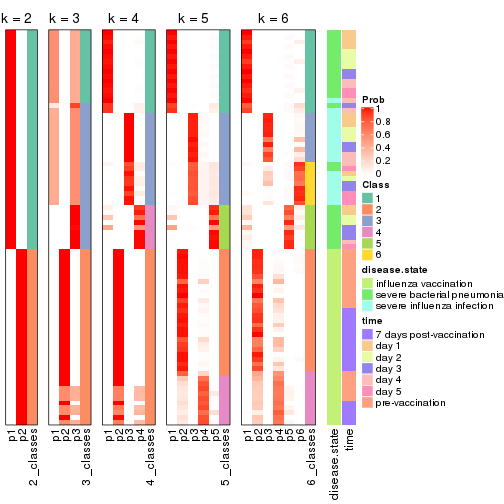 k = 2
k = 3
k = 4
k = 5
k = 6
p1
p2
2_classes
p1
p2
p3
3_classes
p1
p2
p3
p4
4_classes
p1
p2
p3
p4
p5
5_classes
p1
p2
p3
p4
p5
p6
6_classes
disease.state
time
Prob
1
0.8
0.6
0.4
0.2
0
Class
1
2
3
4
5
6
disease.state
influenza vaccination
severe bacterial pneumonia
severe influenza infection
time
7 days post-vaccination
day 1
day 2
day 3
day 4
day 5
pre-vaccination